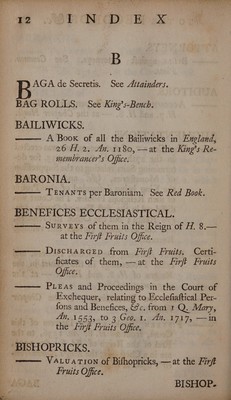 12 INDEX
B
BAGA de Secretis. See Attainders.
BAG ROLLS. See King's-Bench.
BAILIWICKS.
—— A Book of all the Bailiwicks in England,
26 H. 2. An. 1180, — at the King's Re-
membrancer's Office.
BARONIA.
—— TENANTS per Baroniam. See Red Book.
BENEFICES ECCLESIASTICAL.
—— SURVEYS of them in the Reign of H. 8.—
at the Firſt Fruits Office.
—— DISCHARGED from Firſt Fruits. Certi-
ficates of them, — at the Firſt Fruits
Office.
—— PLEAS and Proceedings in the Court of
Exchequer, relating to Eccleſiaſtical Per-
ſons and Benefices, &c. from 1 Q. Mary,
An. 1553, to 3 Geo. 1. An. 1717, — in
the Firſt Fruits Office.
BISHOPRICKS.
—— VALUATION of Biſhopricks, — at the Firſt
Fruits Office.
BISHOP-